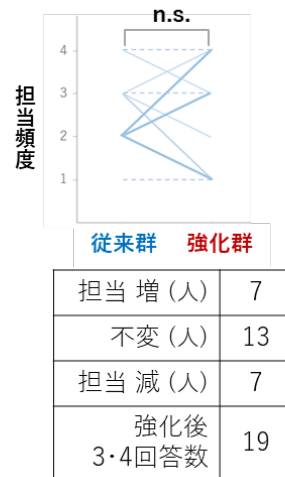 n.s.
担当頻度
4
3
2
1
従来群 強化群
担当 増 (人) 7
不変 (人) 13
担当 減 (人) 7
強化後
3・4回答数 19